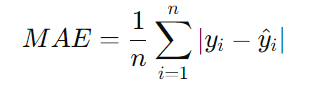 MAE = \frac{1}{n} \sum_{i=1}^{n} |y_i - \hat{y}_i|